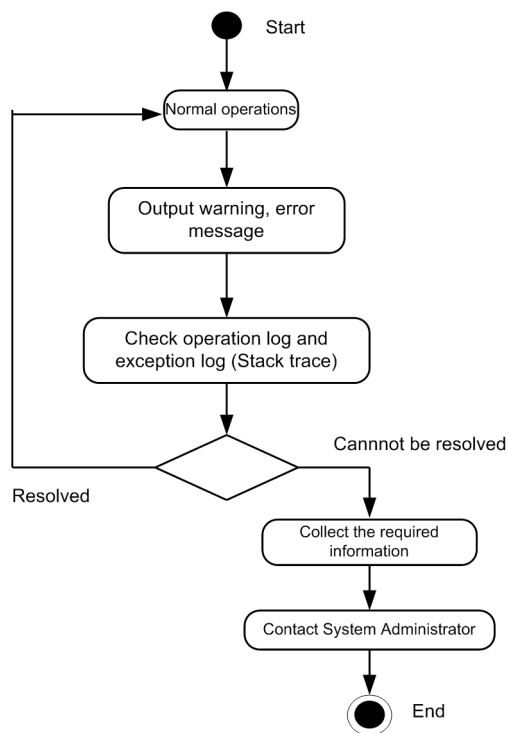 Start
Normal operations
Output warning, error
message
Check operation log and
exception log (Stack trace)
Cannnot be resolved
Resolved
Collect the required
information
Contact System Administrator
End